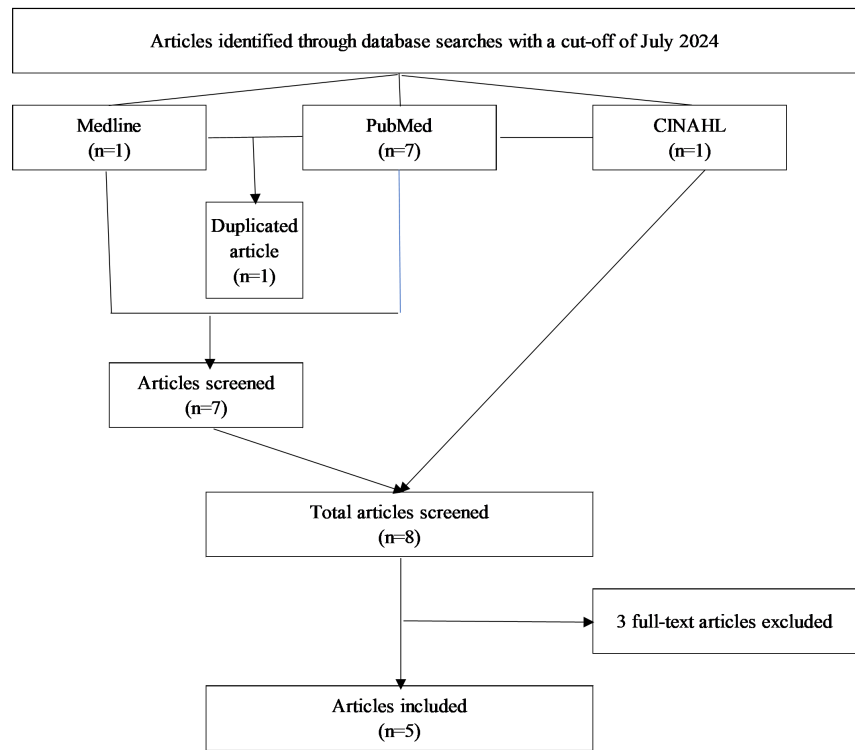 Articles identified through database searches with a cut-off of July 2024
Medline
(n=1)
PubMed
(n=7)
CINAHL
(n=1)
Duplicated
article
(n=1)
Articles screened
(n=7)
Total articles screened
(n=8)
3 full-text articles excluded
Articles included
(n=5)